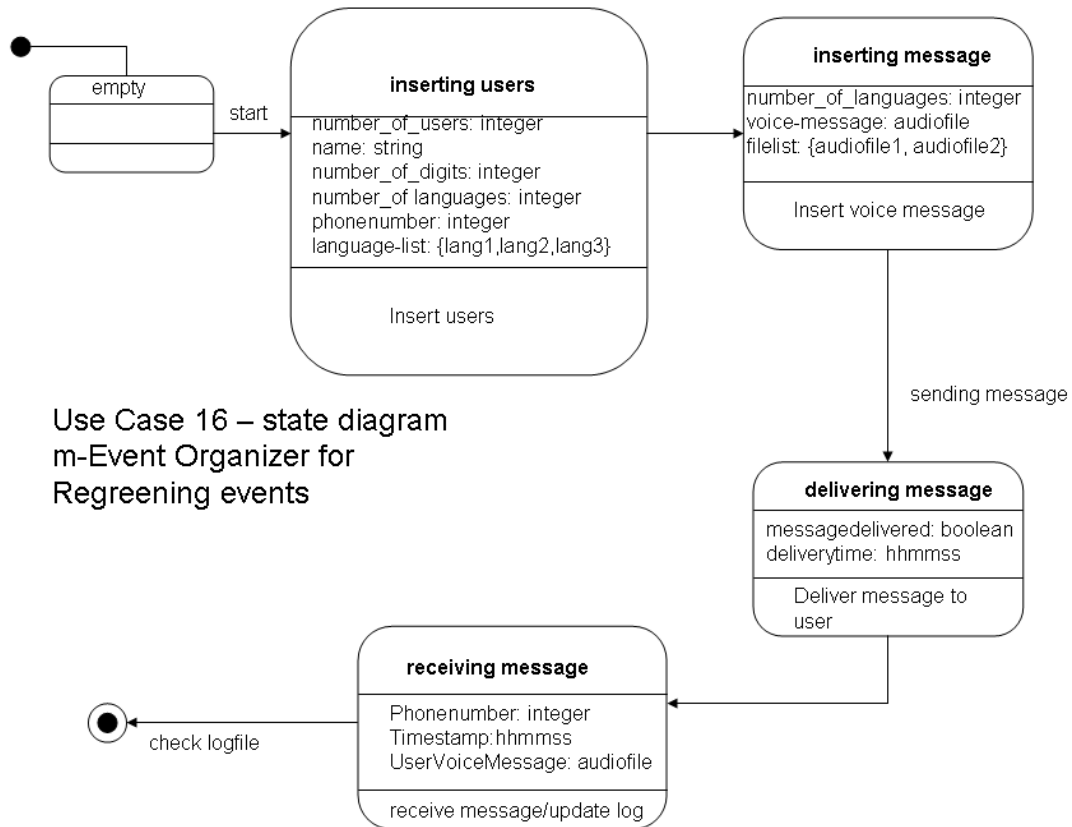 empty
start
inserting users
number_of_users: integer
name: string
number_of_digits: integer
number_of languages: integer
phonenumber: integer
language-list: {lang1,lang2,lang3}
Insert users
inserting message
number_of_languages: integer
voice-message: audiofile
filelist: {audiofile1, audiofile2}
Insert voice message
sending message
Use Case 16 – state diagram
m-Event Organizer for
Regreening events
delivering message
messagedelivered: boolean
deliverytime: hhmmss
Deliver message to
user
receiving message
Phonenumber: integer
Timestamp:hhmmss
UserVoiceMessage: audiofile
receive message/update log
check logfile